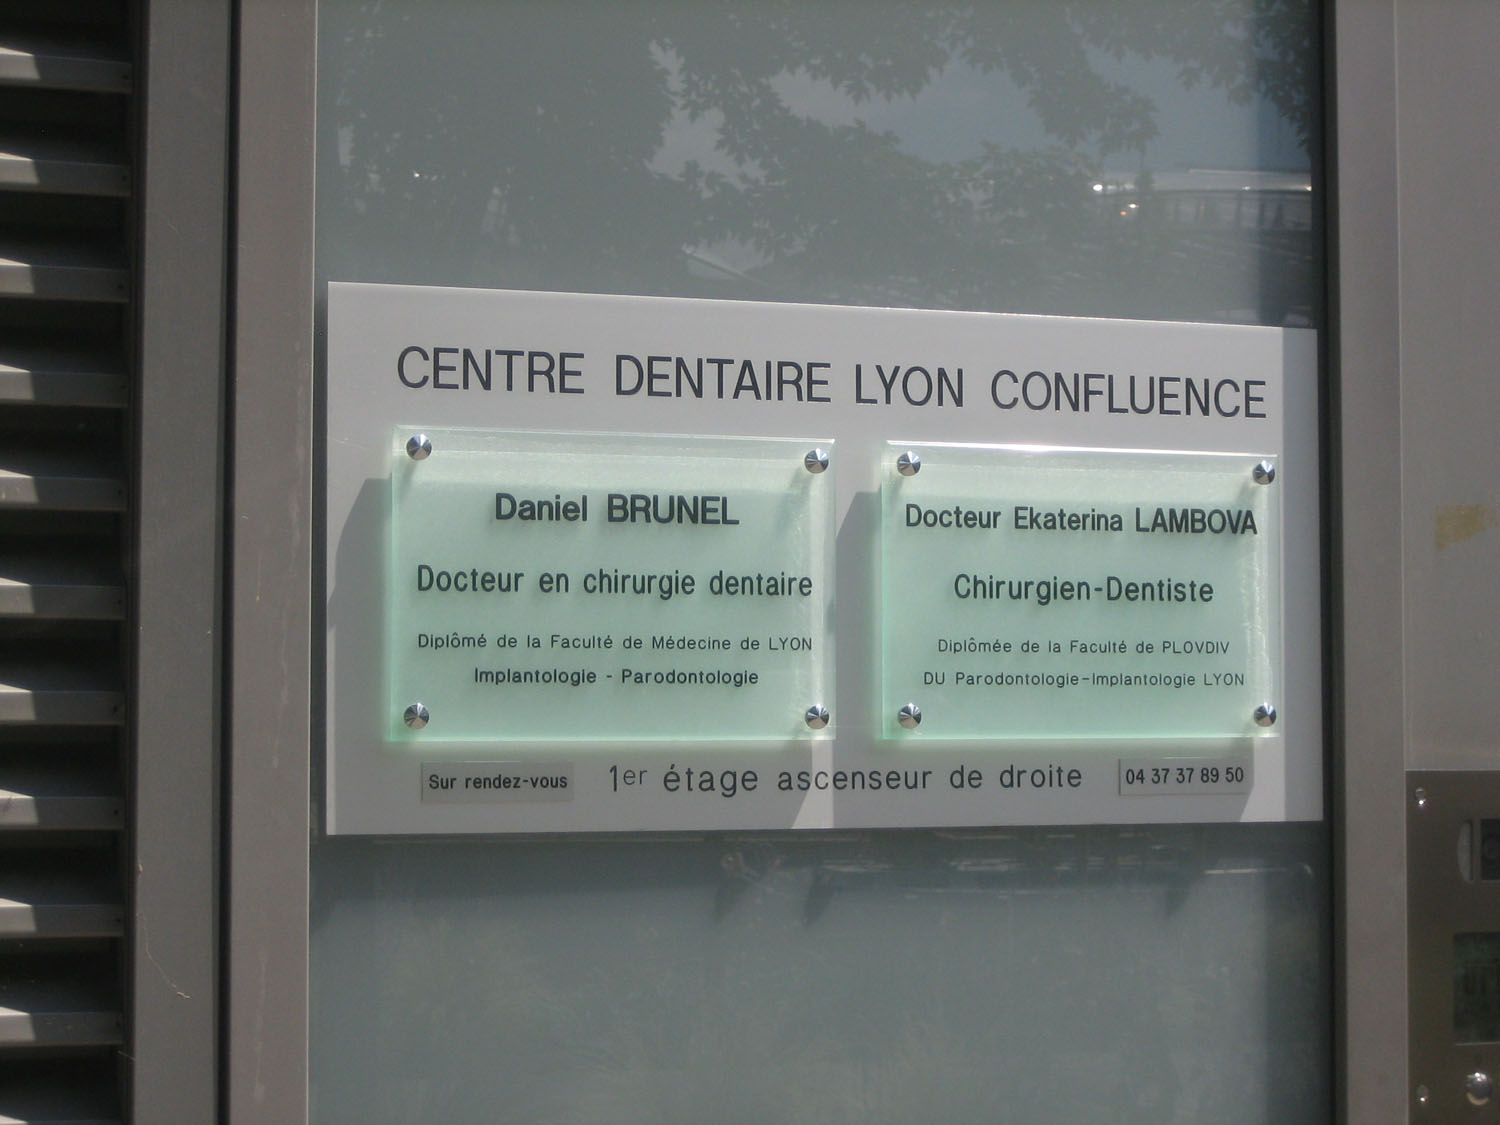 CENTRE DENTAIRE LYON CONFLUENCE
Daniel BRUNEL
Docteur en chirurgie dentaire
Diplômé de la Faculté de Médecine de LYON
Implantologie - Parodontologie
Docteur Ekaterina LAMBOVA
Chirurgien-Dentiste
Diplômée de la Faculté de PLOVDIV
DU Parodontologie-Implantologie LYON
Sur rendez-vous
1er étage ascenseur de droite
04 37 37 89 50